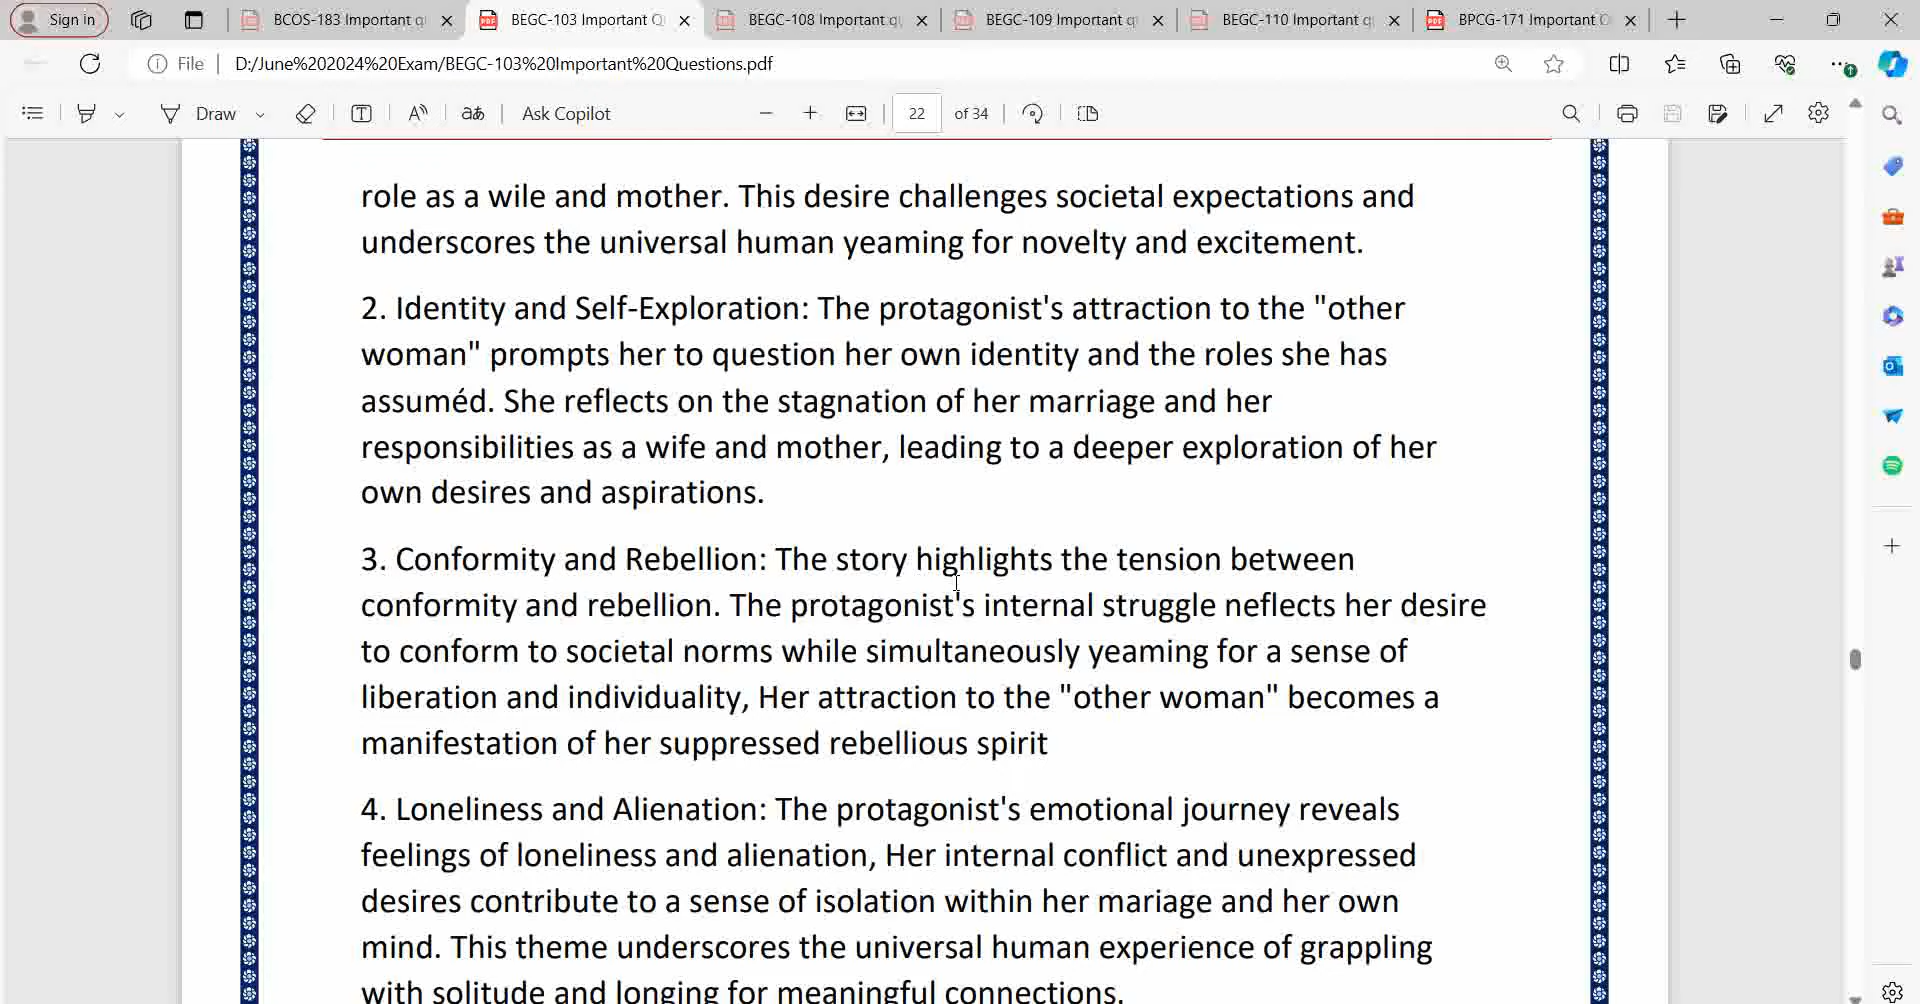 Sign in
BCOS-183 Important q
BEGC-103 Important Q
BEGC-108 Important q
BEGC-109 Important q
BEGC-110 Important q
BPCG-171 Important
File
D:/June%202024%20Exam/BEGC-103%20Important%20Questions.pdf
Draw
aあ
Ask Copilot
22
of 34
role as a wile and mother. This desire challenges societal expectations and
underscores the universal human yeaming for novelty and excitement.
2. Identity and Self-Exploration: The protagonist's attraction to the "other
woman" prompts her to question her own identity and the roles she has
assuméd. She reflects on the stagnation of her marriage and her
responsibilities as a wife and mother, leading to a deeper exploration of her
own desires and aspirations.
3. Conformity and Rebellion: The story highlights the tension between
conformity and rebellion. The protagonist's internal struggle neflects her desire
to conform to societal norms while simultaneously yeaming for a sense of
liberation and individuality, Her attraction to the "other woman" becomes a
manifestation of her suppressed rebellious spirit
4. Loneliness and Alienation: The protagonist's emotional journey reveals
feelings of loneliness and alienation, Her internal conflict and unexpressed
desires contribute to a sense of isolation within her mariage and her own
mind. This theme underscores the universal human experience of grappling
with solitude and longing for meaningful connections.